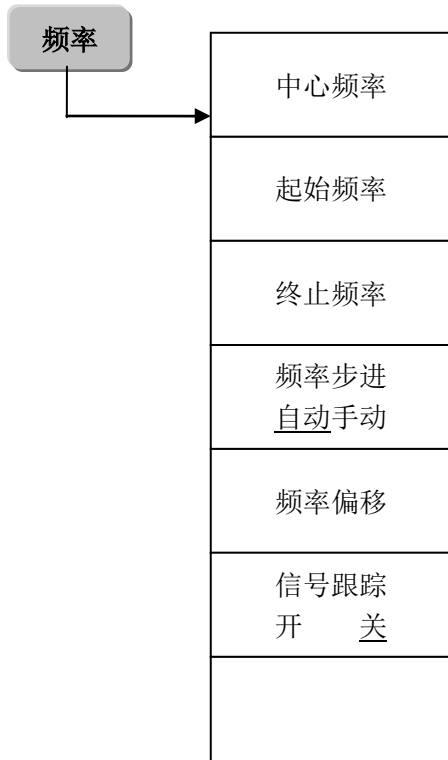 频率
中心频率
起始频率
终止频率
频率步进
自动手动
频率偏移
信号跟踪
开 关